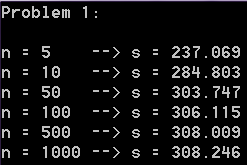 Problem 1:
n = 5 --> s = 237.069
n = 10 --> s = 284.803
n = 50 --> s = 303.747
n = 100 --> s = 306.115
n = 500 --> s = 308.009
n = 1000 --> s = 308.246